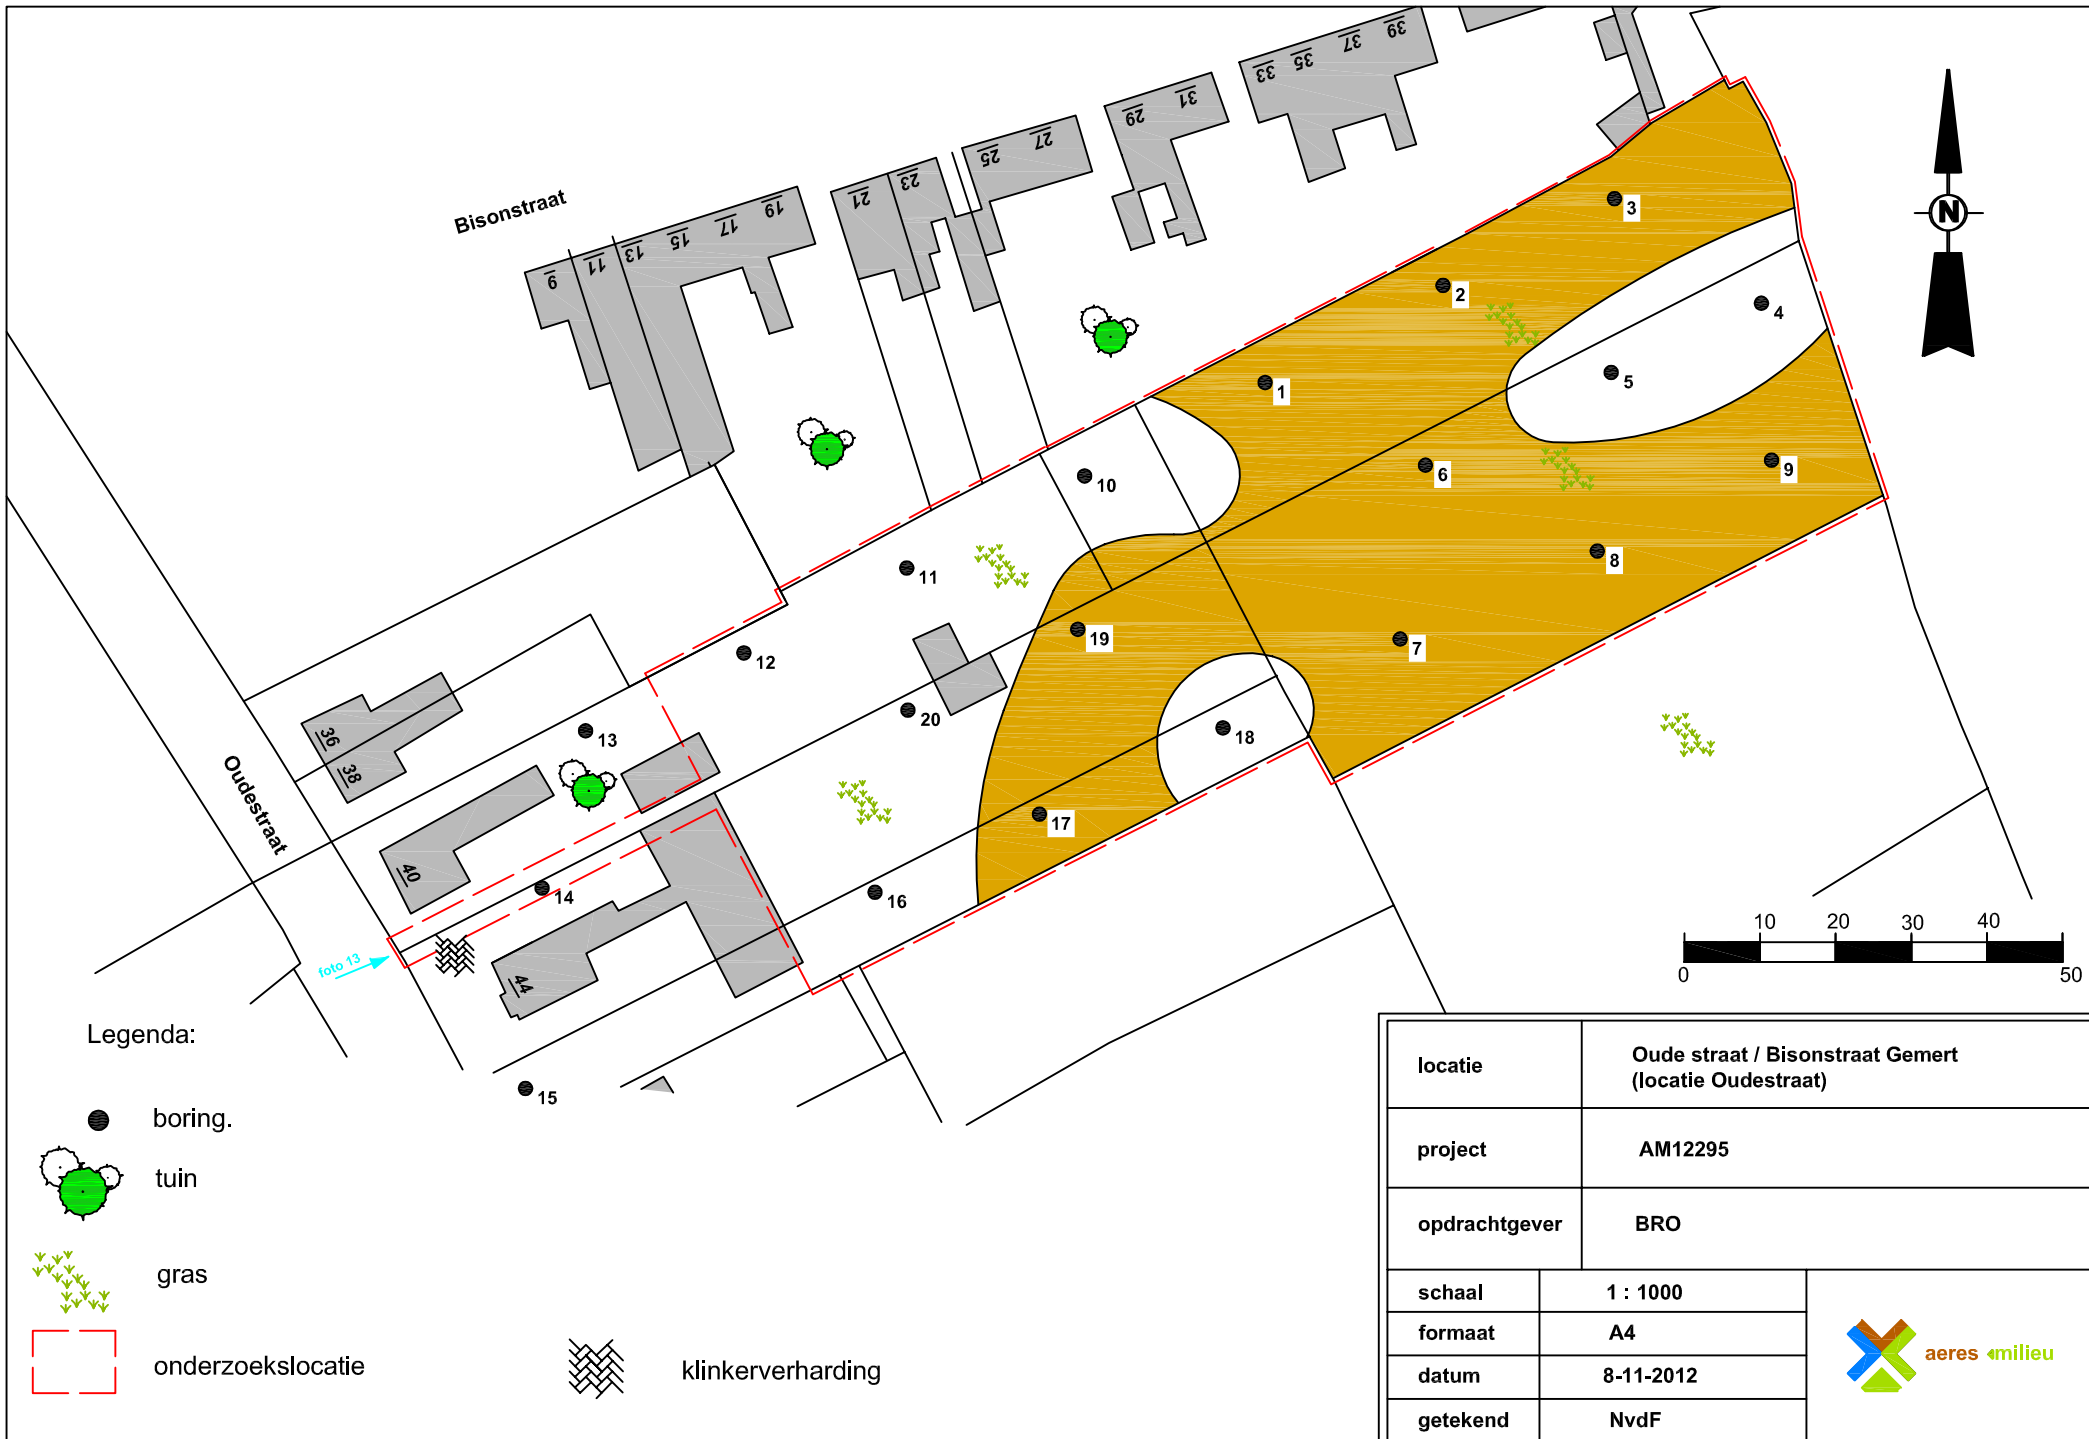 Bisonstraat
9
11
13
15
17
19
21
23
25
27
29
31
33
35
37
39
N
3
2
4
1
5
6
9
10
8
11
19
7
12
20
18
13
36
38
Oudestraat
17
40
14
16
44
foto 13
15
10 20 30 40
0 50
Legenda:
boring.
tuin
gras
onderzoekslocatie
klinkerverharding
locatie Oude straat / Bisonstraat Gemert
(locatie Oudestraat)
project AM12295
opdrachtgever BRO
schaal 1 : 1000
formaat A4
datum 8-11-2012
getekend NvdF
aeres milieu